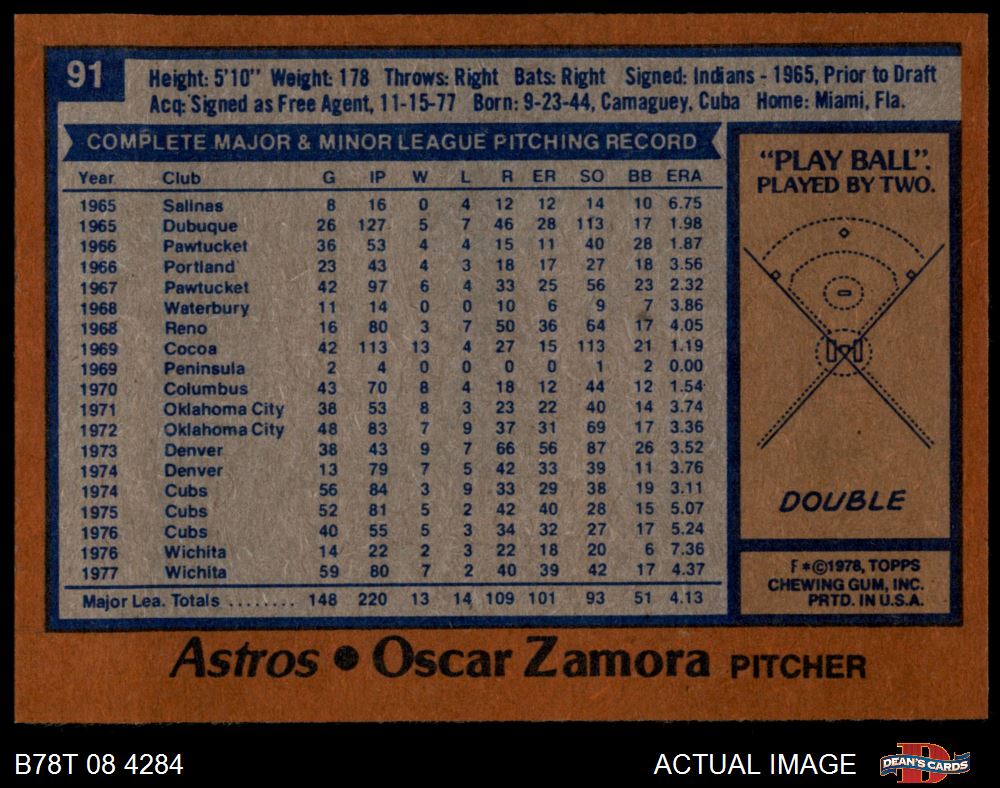 91
Height: 5'10" Weight: 178 Throws: Right Bats: Right Signed: Indians - 1965, Prior to Draft
Acq: Signed as Free Agent, 11-15-77 Born: 9-23-44, Camaguey, Cuba Home: Miami, Fla.
COMPLETE MAJOR & MINOR LEAGUE PITCHING RECORD
Year Club G IP W L R ER SO BB ERA
1965 Salinas 8 16 0 4 12 12 14 10 6.75
1965 Dubuque 26 127 5 7 46 28 113 17 1.98
1966 Pawtucket 36 53 4 4 15 11 40 28 1.87
1966 Portland 23 43 4 3 18 17 27 18 3.56
1967 Pawtucket 42 97 6 4 33 25 56 23 2.32
1968 Waterbury 11 14 0 0 10 6 9 7 3.86
1968 Reno 16 80 3 7 50 36 64 17 4.05
1969 Cocoa 42 113 13 4 27 15 113 21 1.19
1969 Peninsula 2 4 0 0 0 0 1 2 0.00
1970 Columbus 43 70 8 4 18 12 44 12 1.54
1971 Oklahoma City 38 53 8 3 23 22 40 14 3.74
1972 Oklahoma City 48 83 7 9 37 31 69 17 3.36
1973 Denver 38 43 9 7 66 56 87 26 3.52
1974 Denver 13 79 7 5 42 33 39 11 3.76
1974 Cubs 56 84 3 9 33 29 38 19 3.11
1975 Cubs 52 81 5 2 42 40 28 15 5.07
1976 Cubs 40 55 5 3 34 32 27 17 5.24
1976 Wichita 14 22 2 3 22 18 20 6 7.36
1977 Wichita 59 80 7 2 40 39 42 17 4.37
Major Lea. Totals ........ 148 220 13 14 109 101 93 51 4.13
"PLAY BALL".
PLAYED BY TWO.
DOUBLE
F*©1978, TOPPS
CHEWING GUM, INC.
PRTD. IN U.S.A.
Astros • Oscar Zamora PITCHER
B78T 08 4284
ACTUAL IMAGE
DEAN'S CARDS